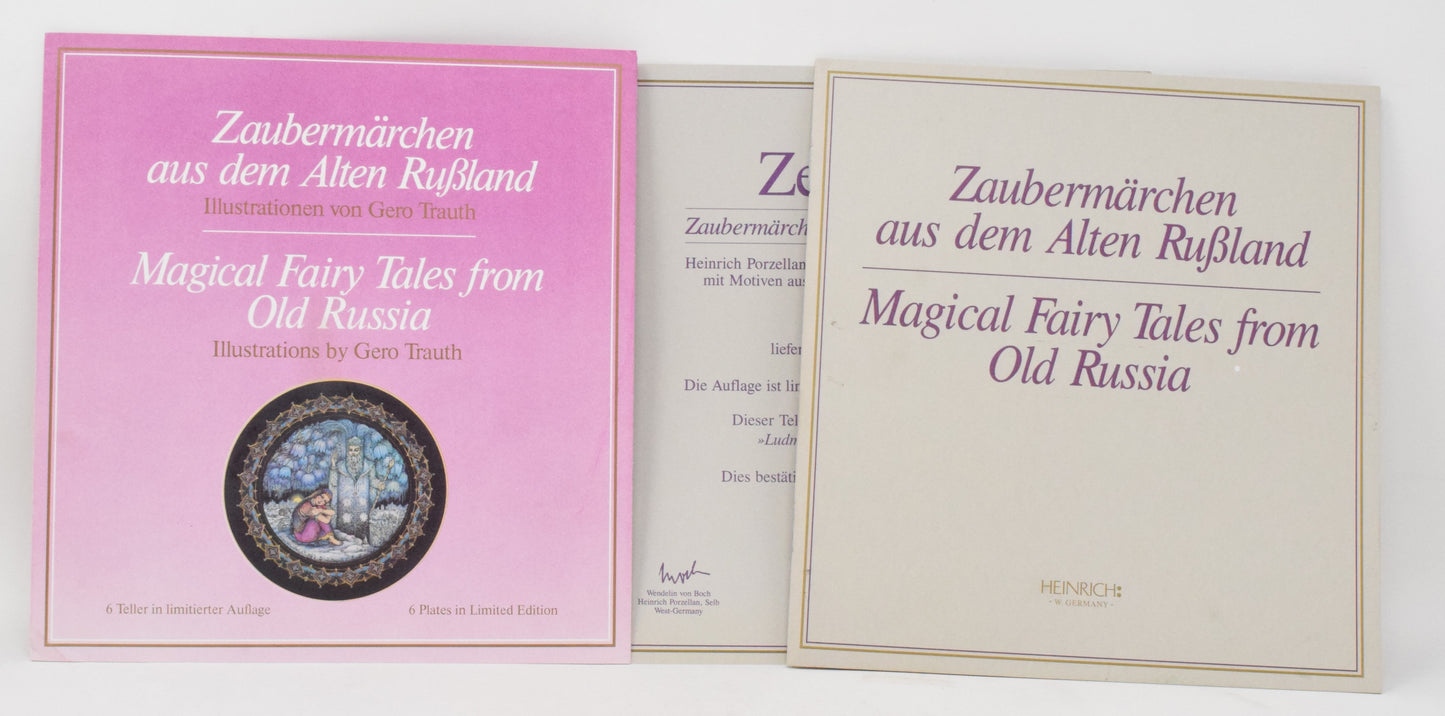 Zaubermärchen
aus dem Alten Rußland
Illustrationen von Gero Trauth
Magical Fairy Tales from
Old Russia
Illustrations by Gero Trauth
6 Teller in limitierter Auflage
6 Plates in Limited Edition
Ze
Zaubermärch
Heinrich Porzellan
mit Motiven aus
liefer
Die Auflage ist lim
Dieser Tel
»Ludm
Dies bestäti
Wendelin von Boch
Heinrich Porzellan, Selb
West-Germany
Zaubermärchen
aus dem Alten Rußland
Magical Fairy Tales from
Old Russia
HEINRICH
· W. GERMANY ·